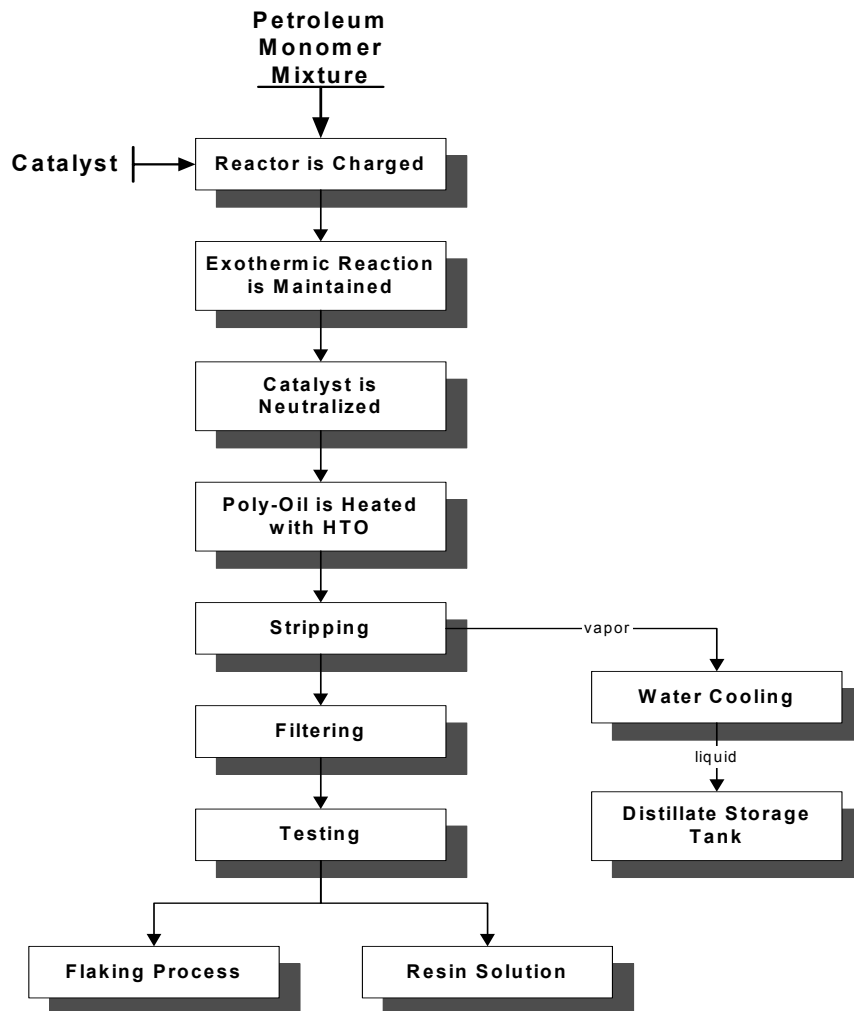 Petroleum
Monomer
Mixture
Catalyst
Reactor is Charged
Exothermic Reaction
is Maintained
Catalyst is
Neutralized
Poly-Oil is Heated
with HTO
Stripping
vapor
Water Cooling
Filtering
liquid
Distillate Storage
Tank
Testing
Flaking Process
Resin Solution